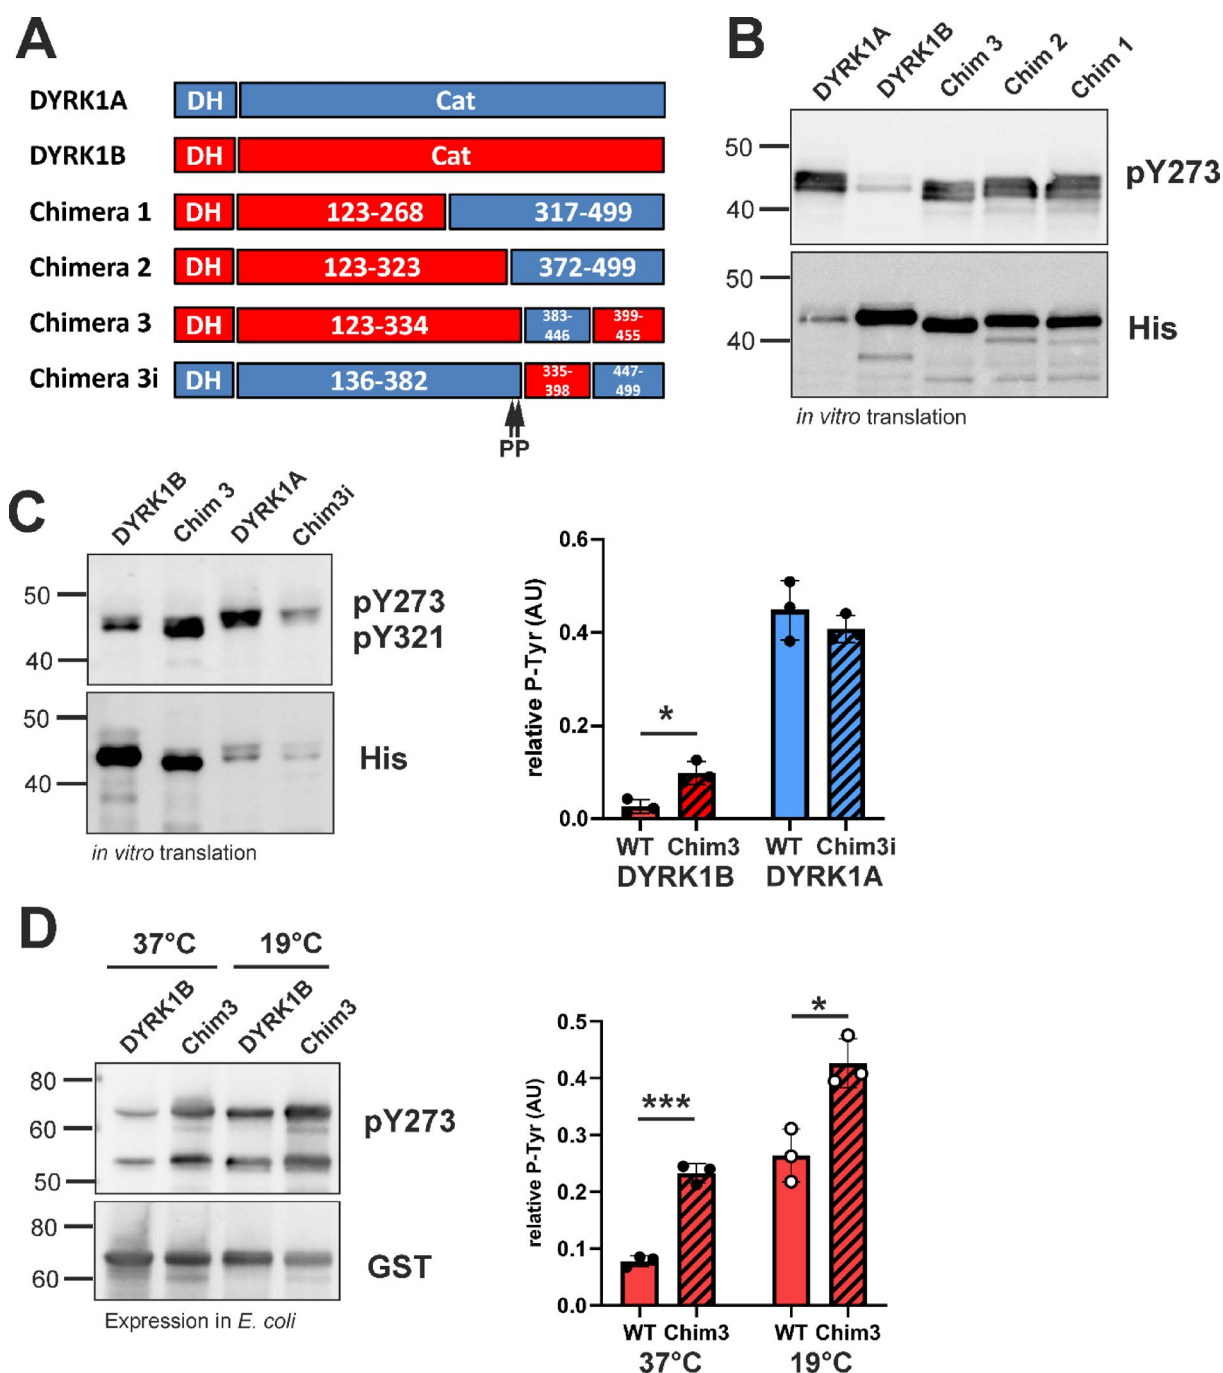 A
DYRK1A DH Cat
DYRK1B DH Cat
Chimera 1 DH 123-268 317-499
Chimera 2 DH 123-323 372-499
Chimera 3 DH 123-334 383-446 399-455
Chimera 3i DH 136-382 335-398 447-499
PP
B
DYRK1A DYRK1B Chim 3 Chim 2 Chim 1
50
40
pY273
50
40
His
in vitro translation
C
DYRK1B Chim 3 DYRK1A Chim3i
50
40
pY273
pY321
50
40
His
in vitro translation
relative P-Tyr (AU)
0.6
0.4
0.2
0.0
*
WT Chim3 WT Chim3i
DYRK1B DYRK1A
D
37°C 19°C
DYRK1B Chim3 DYRK1B Chim3
80
60
50
pY273
80
60
GST
Expression in E. coli
relative P-Tyr (AU)
0.5
0.4
0.3
0.2
0.1
0.0
***
*
WT Chim3 WT Chim3
37°C 19°C